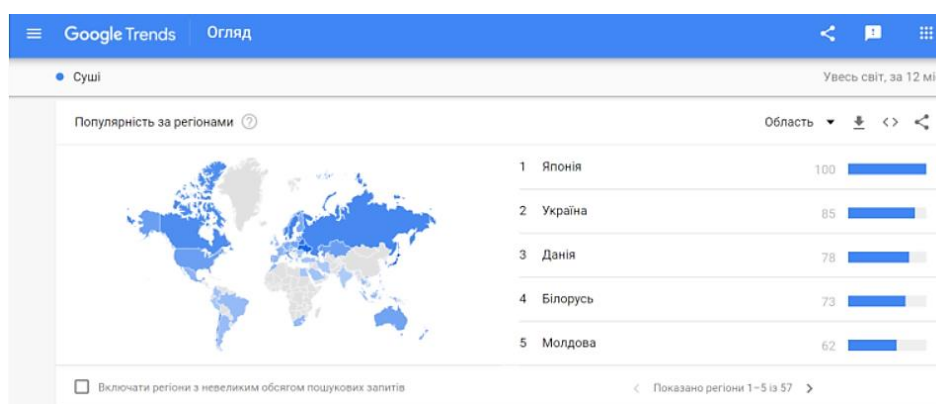 Google Trends Огляд
Суші Увесь світ, за 12 мі
Популярність за регіонами ? Область
1 Японія 100
2 Україна 85
3 Данія 78
4 Білорусь 73
5 Молдова 62
Включати регіони з невеликим обсягом пошукових запитів Показано регіони 1–5 із 57